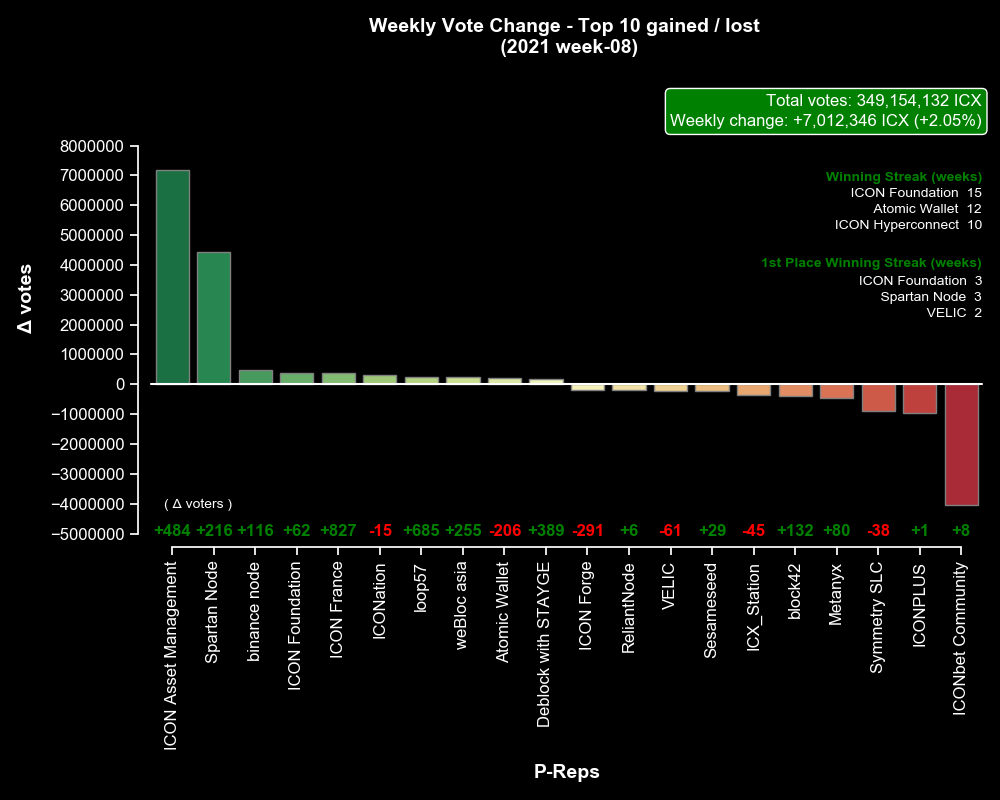 Weekly Vote Change - Top 10 gained / lost
(2021 week-08)
Total votes: 349,154,132 ICX
Weekly change: +7,012,346 ICX (+2.05%)
Winning Streak (weeks)
ICON Foundation 15
Atomic Wallet 12
ICON Hyperconnect 10
1st Place Winning Streak (weeks)
ICON Foundation 3
Spartan Node 3
VELIC 2
Δ votes
8000000
7000000
6000000
5000000
4000000
3000000
2000000
1000000
0
−1000000
−2000000
−3000000
−4000000
−5000000
( Δ voters )
+484 +216 +116 +62 +827 -15 +685 +255 -206 +389 -291 +6 -61 +29 -45 +132 +80 -38 +1 +8
ICON Asset Management
Spartan Node
binance node
ICON Foundation
ICON France
ICONation
loop57
weBloc asia
Atomic Wallet
Deblock with STAYGE
ICON Forge
ReliantNode
VELIC
Sesameseed
ICX_Station
block42
Metanyx
Symmetry SLC
ICONPLUS
ICONbet Community
P-Reps